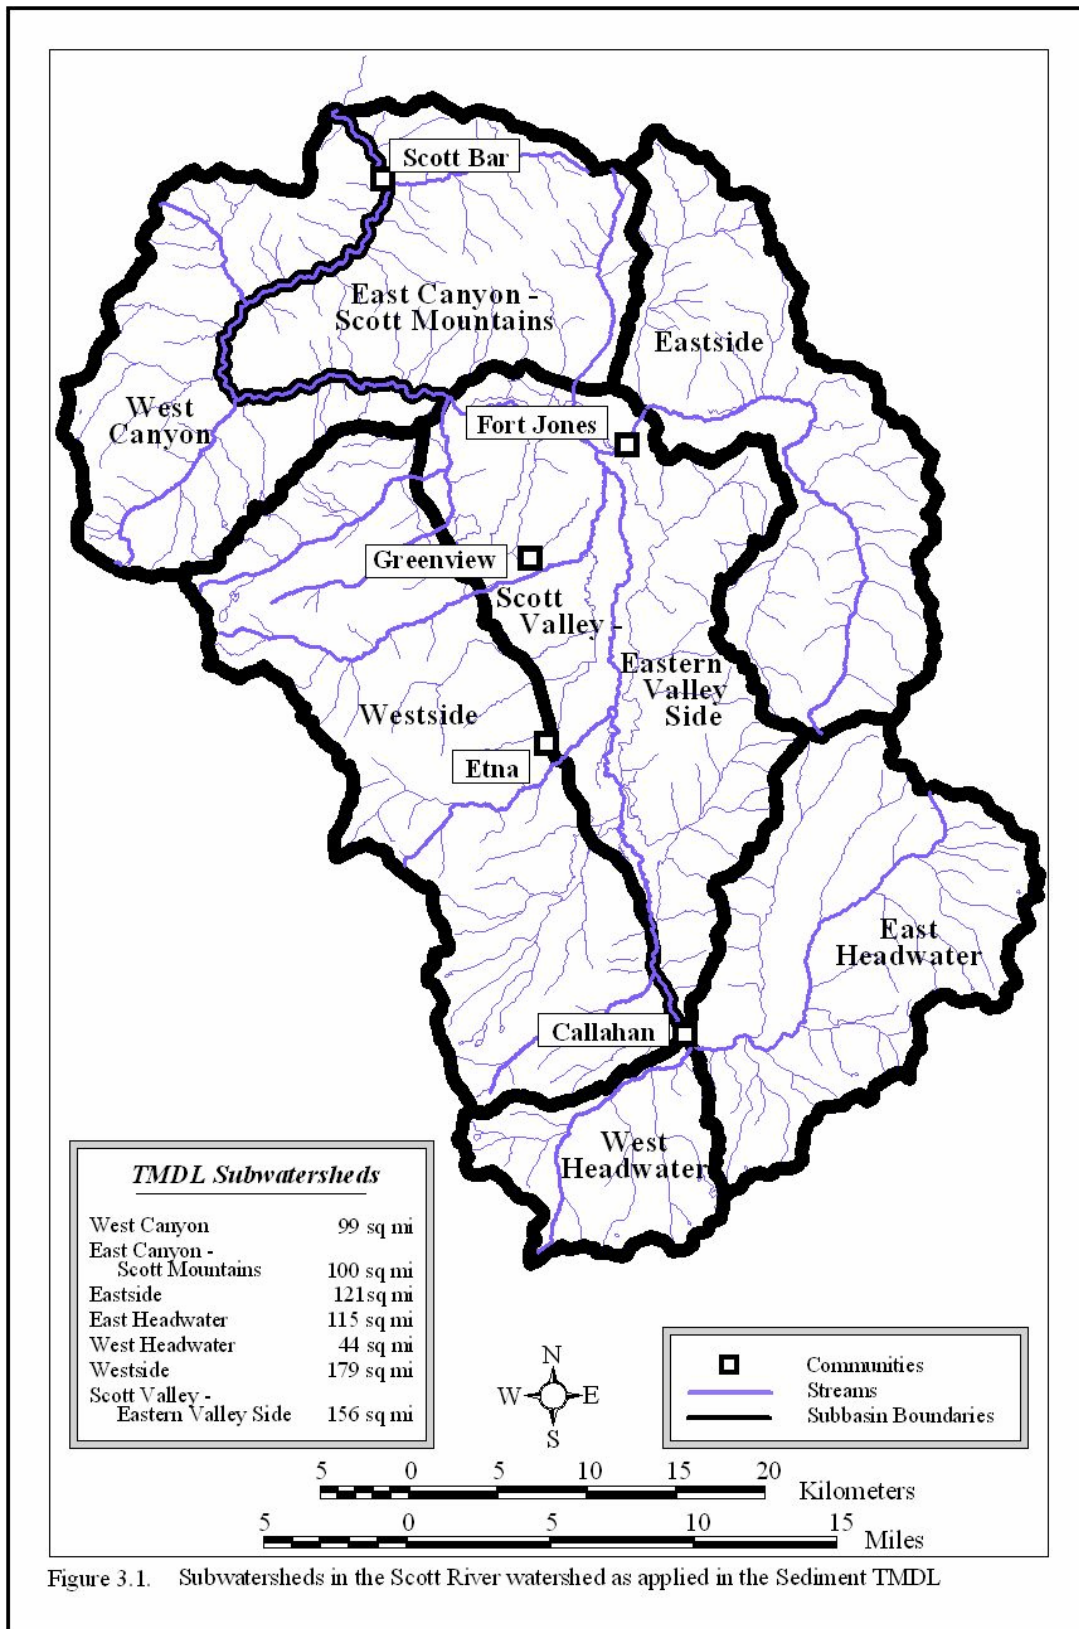 Scott Bar
East Canyon -
Scott Mountains
Eastside
West
Canyon
Fort Jones
Greenview
Scott
Valley -
Eastern
Valley
Side
Westside
Etna
East
Headwater
Callahan
West
Headwater
TMDL Subwatersheds
West Canyon 99 sq mi
East Canyon -
Scott Mountains 100 sq mi
Eastside 121 sq mi
East Headwater 115 sq mi
West Headwater 44 sq mi
Westside 179 sq mi
Scott Valley -
Eastern Valley Side 156 sq mi
N
W E
S
Communities
Streams
Subbasin Boundaries
5 0 5 10 15 20
Kilometers
5 0 5 10 15
Miles
Figure 3.1. Subwatersheds in the Scott River watershed as applied in the Sediment TMDL